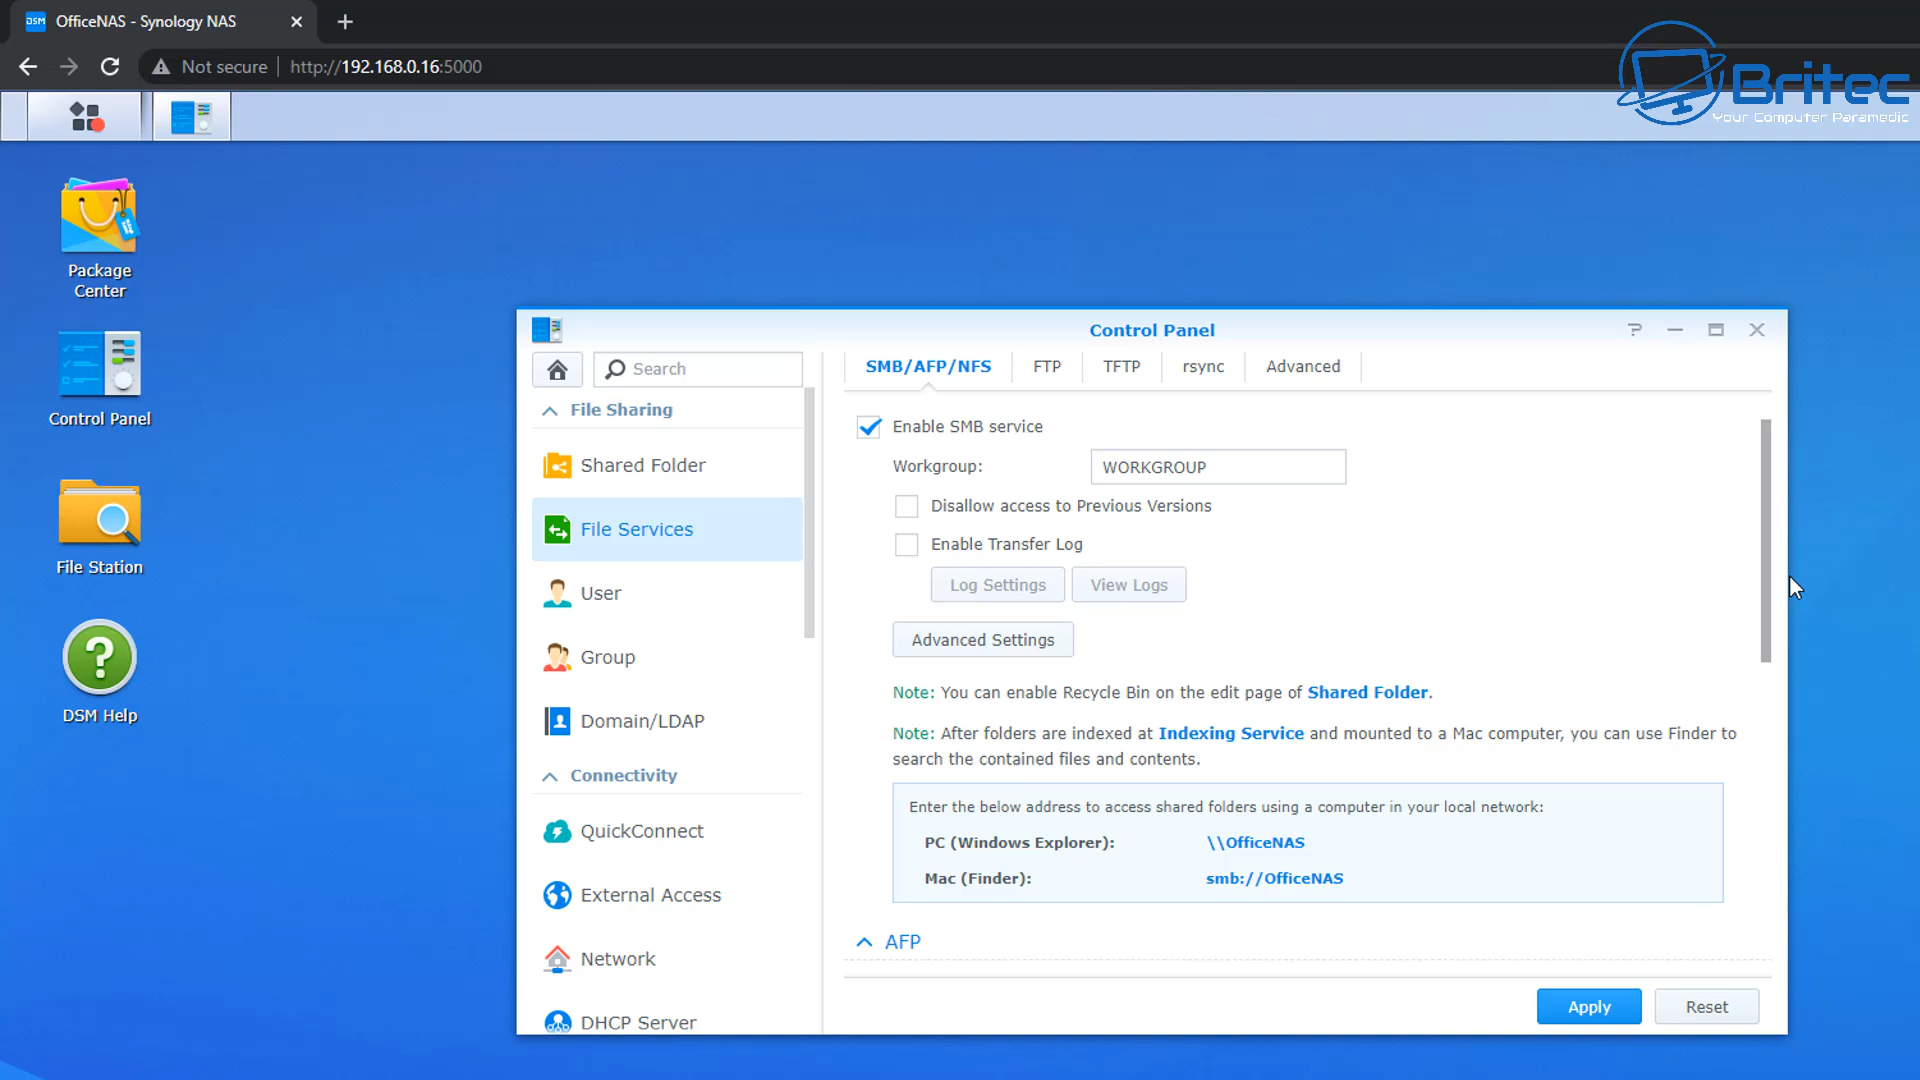 DSM OfficeNAS - Synology NAS
Not secure http://192.168.0.16:5000
Britec
Your Computer Paramedic
Package
Center
Control Panel
File Station
DSM Help
Control Panel
Search
File Sharing
Shared Folder
File Services
User
Group
Domain/LDAP
Connectivity
QuickConnect
External Access
Network
DHCP Server
SMB/AFP/NFS FTP TFTP rsync Advanced
Enable SMB service
Workgroup: WORKGROUP
Disallow access to Previous Versions
Enable Transfer Log
Log Settings View Logs
Advanced Settings
Note: You can enable Recycle Bin on the edit page of Shared Folder.
Note: After folders are indexed at Indexing Service and mounted to a Mac computer, you can use Finder to
search the contained files and contents.
Enter the below address to access shared folders using a computer in your local network:
PC (Windows Explorer): \\OfficeNAS
Mac (Finder): smb://OfficeNAS
AFP
Apply Reset